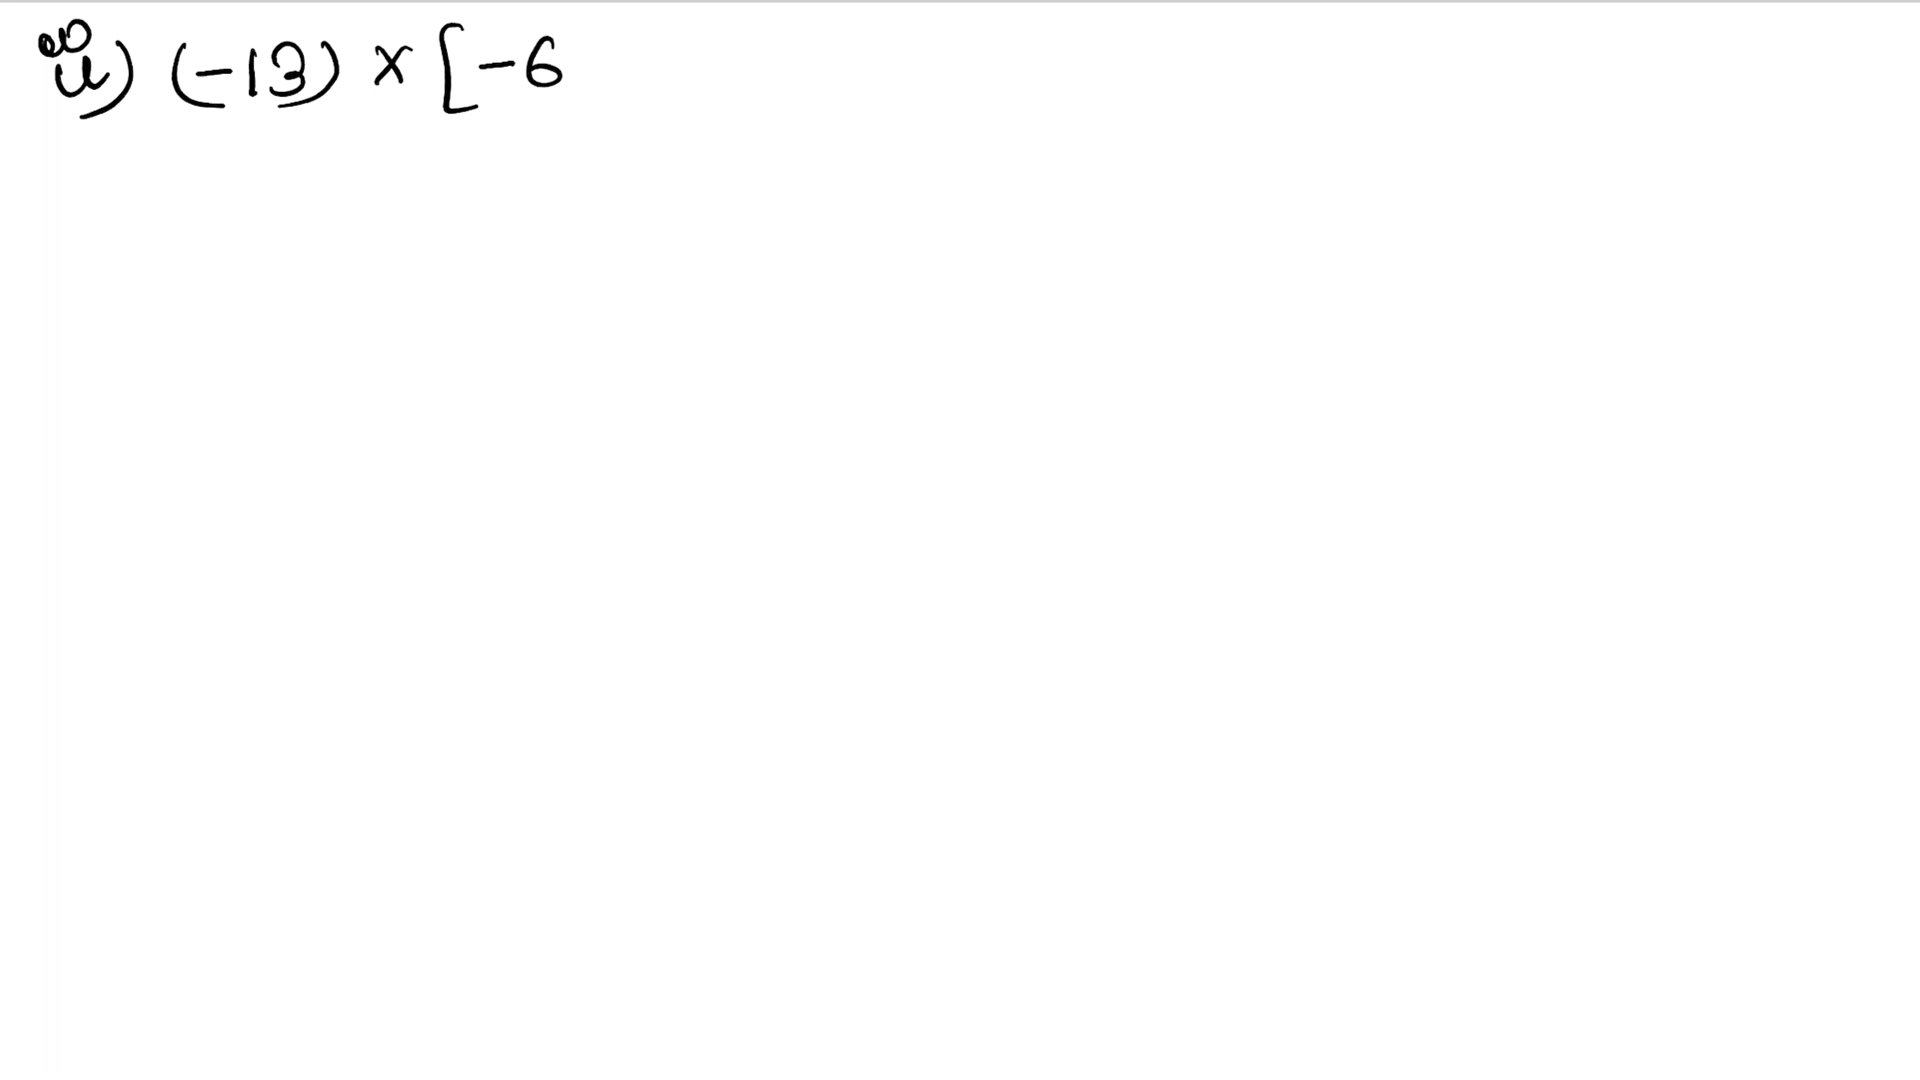 ii) (-13) × [-6